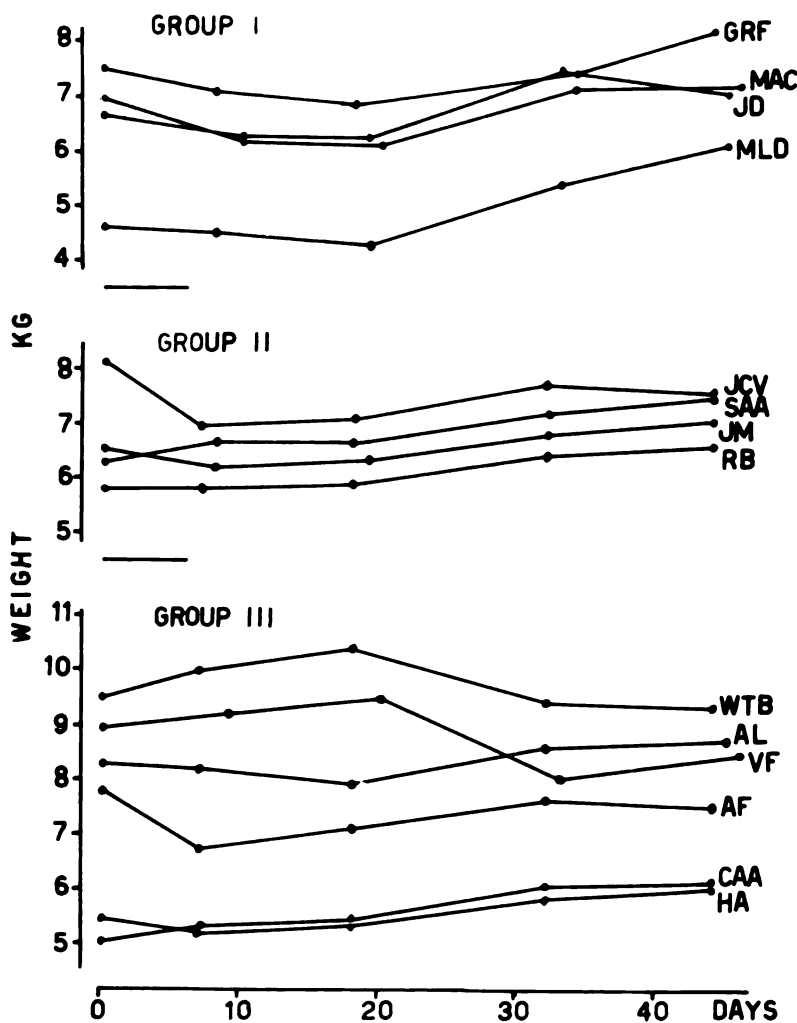 GROUP I
8
7
6
5
4
GRF
MAC
JD
MLD
KG
WEIGHT
GROUP II
8
7
6
5
JCV
SAA
JM
RB
GROUP III
11
10
9
8
7
6
5
WTB
AL
VF
AF
CAA
HA
0 10 20 30 40 DAYS